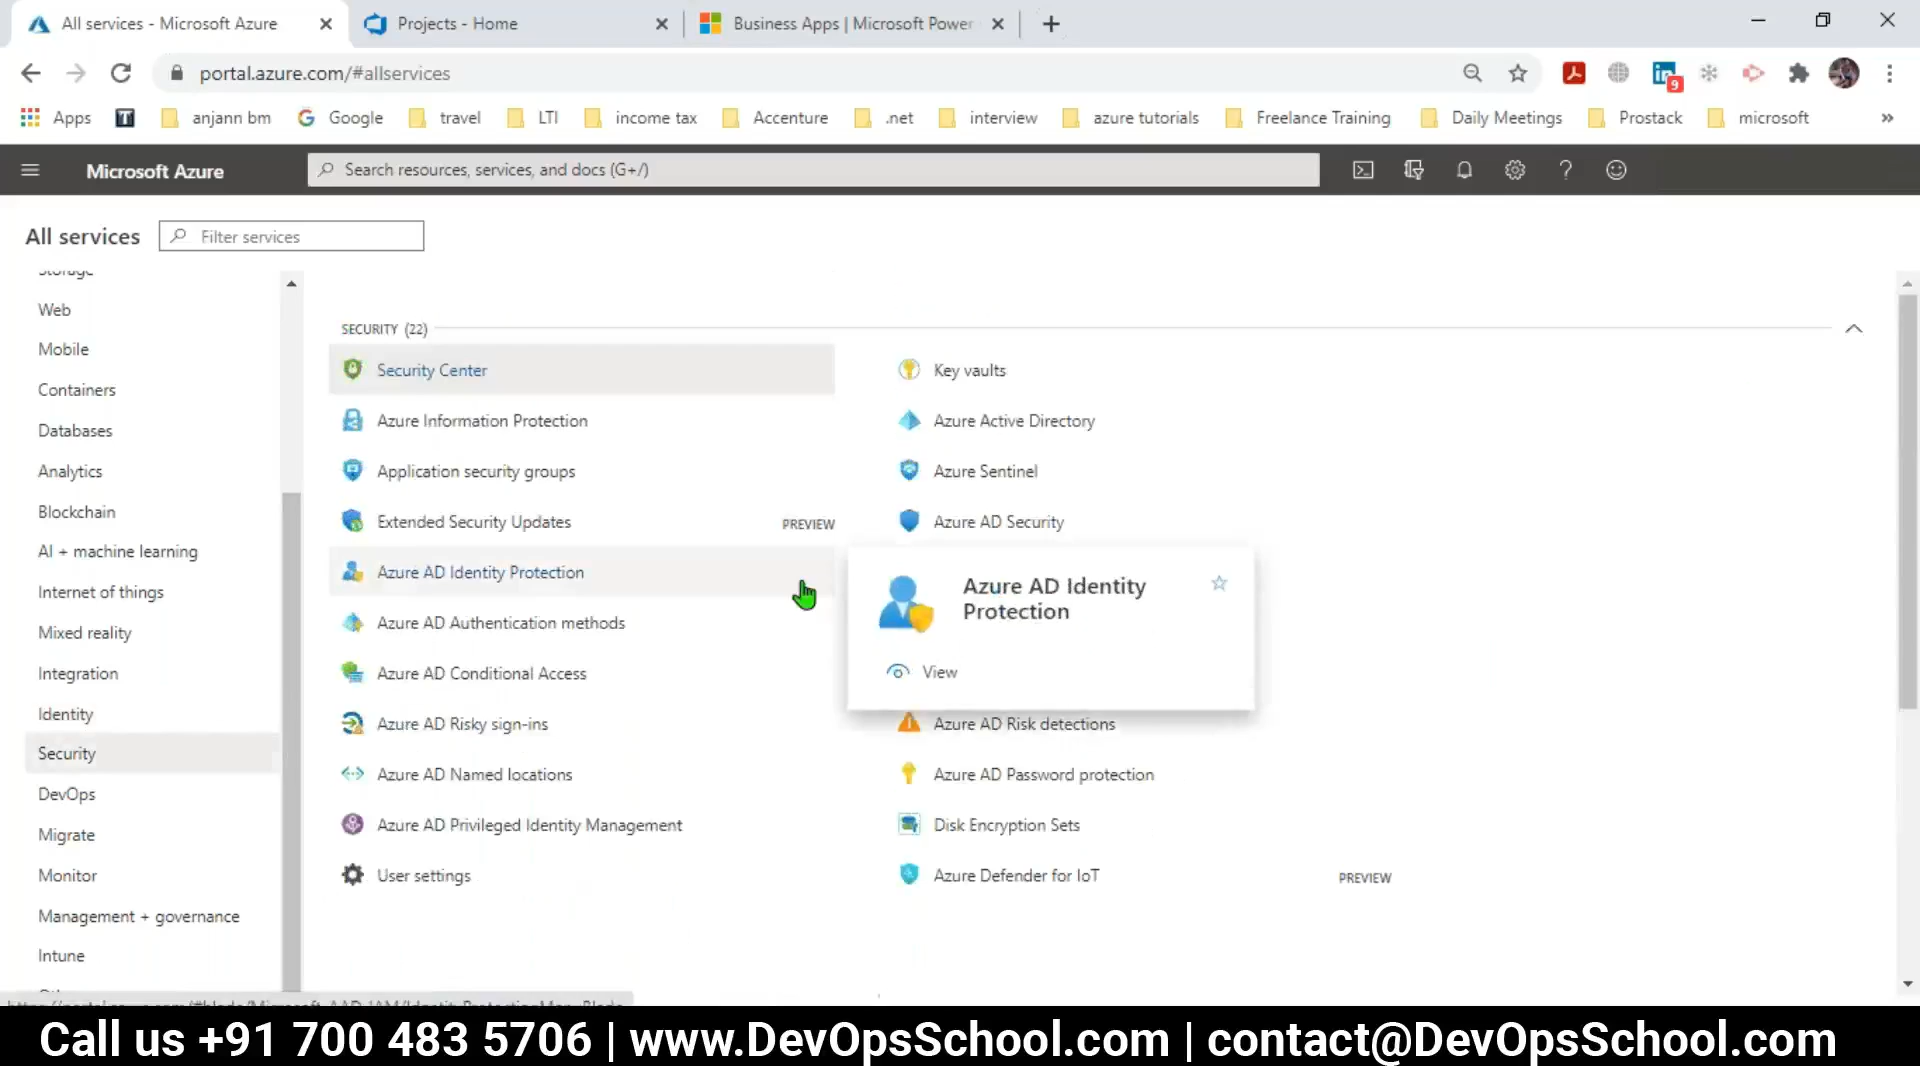 All services - Microsoft Azure
Projects - Home
Business Apps | Microsoft Power
portal.azure.com/#allservices
9
Apps
anjann bm
Google
travel
LTI
income tax
Accenture
.net
interview
azure tutorials
Freelance Training
Daily Meetings
Prostack
microsoft
»
Microsoft Azure
Search resources, services, and docs (G+/)
All services
Filter services
Storage
Web
Mobile
Containers
Databases
Analytics
Blockchain
AI + machine learning
Internet of things
Mixed reality
Integration
Identity
Security
DevOps
Migrate
Monitor
Management + governance
Intune
SECURITY (22)
Security Center
Key vaults
Azure Information Protection
Azure Active Directory
Application security groups
Azure Sentinel
Extended Security Updates
PREVIEW
Azure AD Security
Azure AD Identity Protection
Azure AD Authentication methods
Azure AD Conditional Access
Azure AD Risky sign-ins
Azure AD Risk detections
Azure AD Named locations
Azure AD Password protection
Azure AD Privileged Identity Management
Disk Encryption Sets
User settings
Azure Defender for IoT
PREVIEW
Azure AD Identity
Protection
View
Call us +91 700 483 5706 | www.DevOpsSchool.com | contact@DevOpsSchool.com